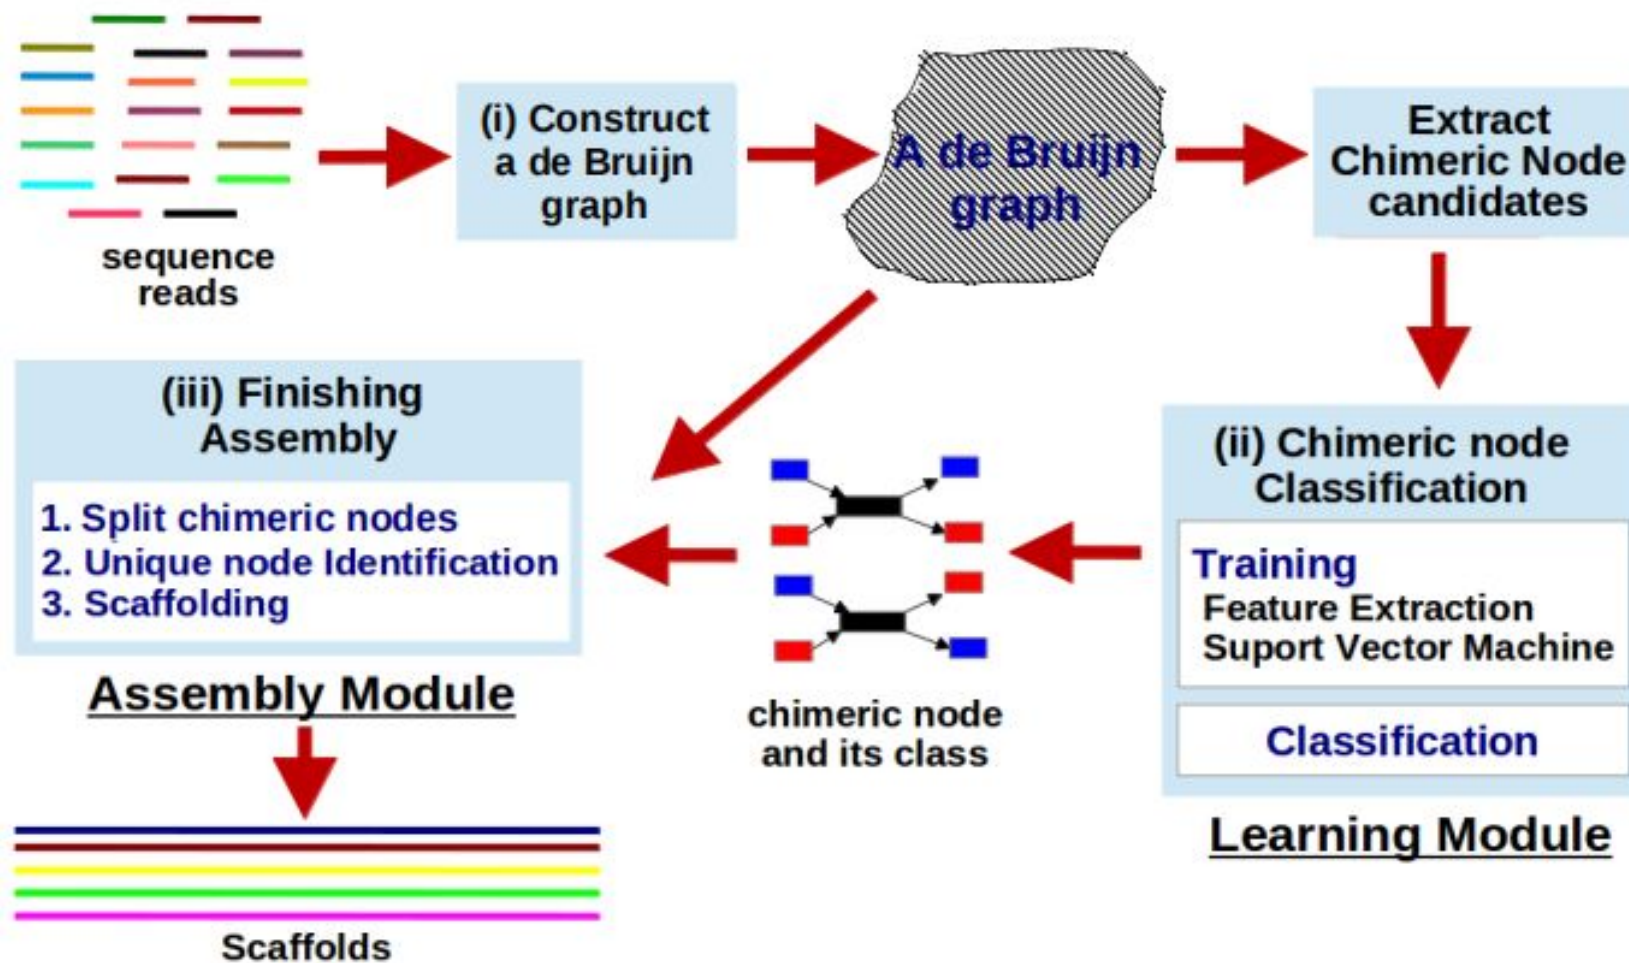 sequence
reads
(i) Construct
a de Bruijn
graph
A de Bruijn
graph
Extract
Chimeric Node
candidates
(ii) Chimeric node
Classification
Training
Feature Extraction
Suport Vector Machine
Classification
Learning Module
chimeric node
and its class
(iii) Finishing
Assembly
1. Split chimeric nodes
2. Unique node Identification
3. Scaffolding
Assembly Module
Scaffolds